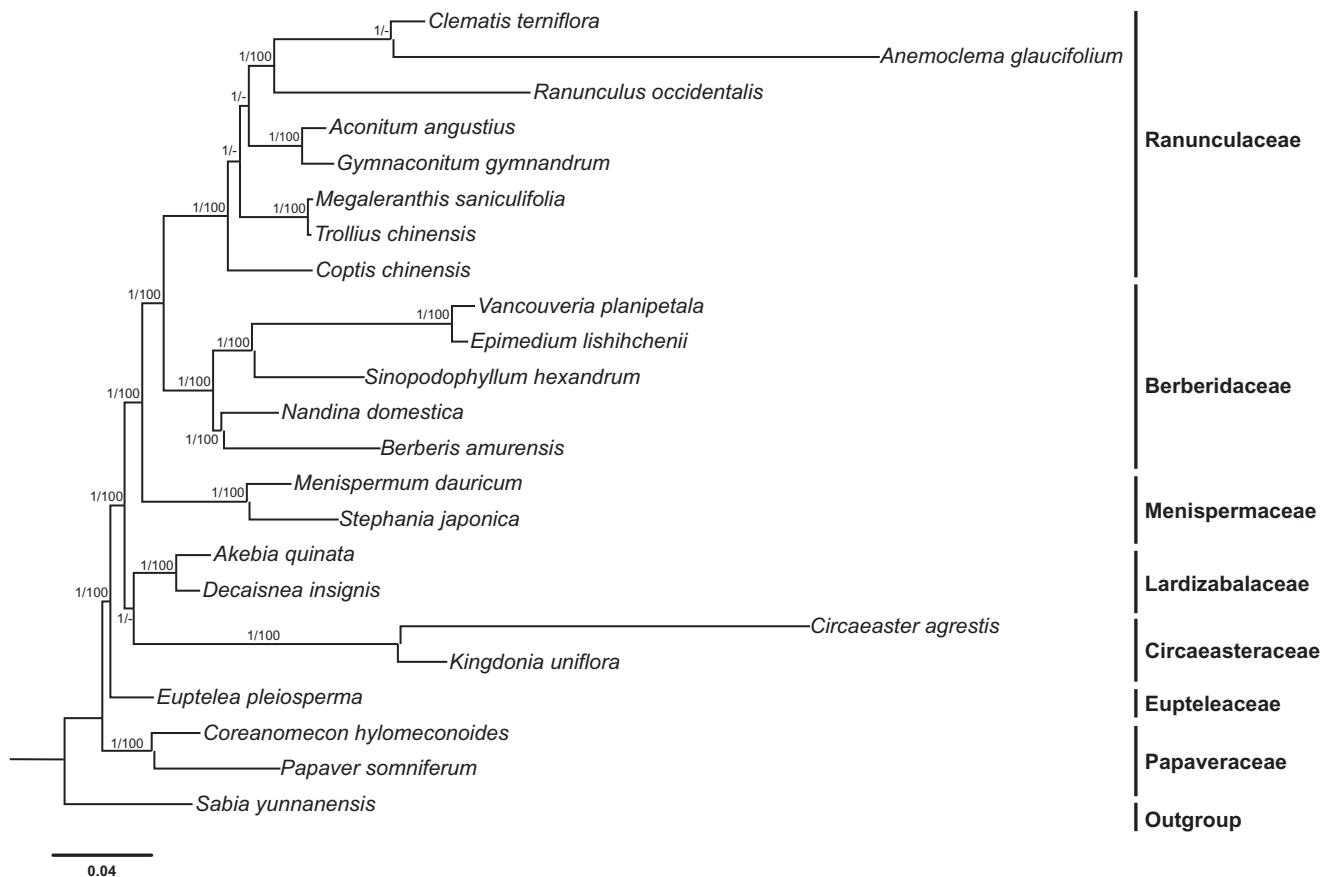 1/-
Clematis terniflora
1/100
Anemoclema glaucifolium
1/-
Ranunculus occidentalis
1/100
Aconitum angustius
Ranunculaceae
1/-
Gymnaconitum gymnandrum
1/100
Megaleranthis saniculifolia
1/100
Trollius chinensis
Coptis chinensis
1/100
1/100
Vancouveria planipetala
1/100
Epimedium lishihchenii
1/100
Sinopodophyllum hexandrum
Berberidaceae
1/100
Nandina domestica
1/100
Berberis amurensis
1/100
Menispermum dauricum
1/100
Menispermaceae
Stephania japonica
1/100
Akebia quinata
1/100
Decaisnea insignis
Lardizabalaceae
1/-
Circaeaster agrestis
1/100
Kingdonia uniflora
Circaeasteraceae
Euptelea pleiosperma
Eupteleaceae
1/100
Coreanomecon hylomeconoides
Papaver somniferum
Papaveraceae
Sabia yunnanensis
Outgroup
0.04